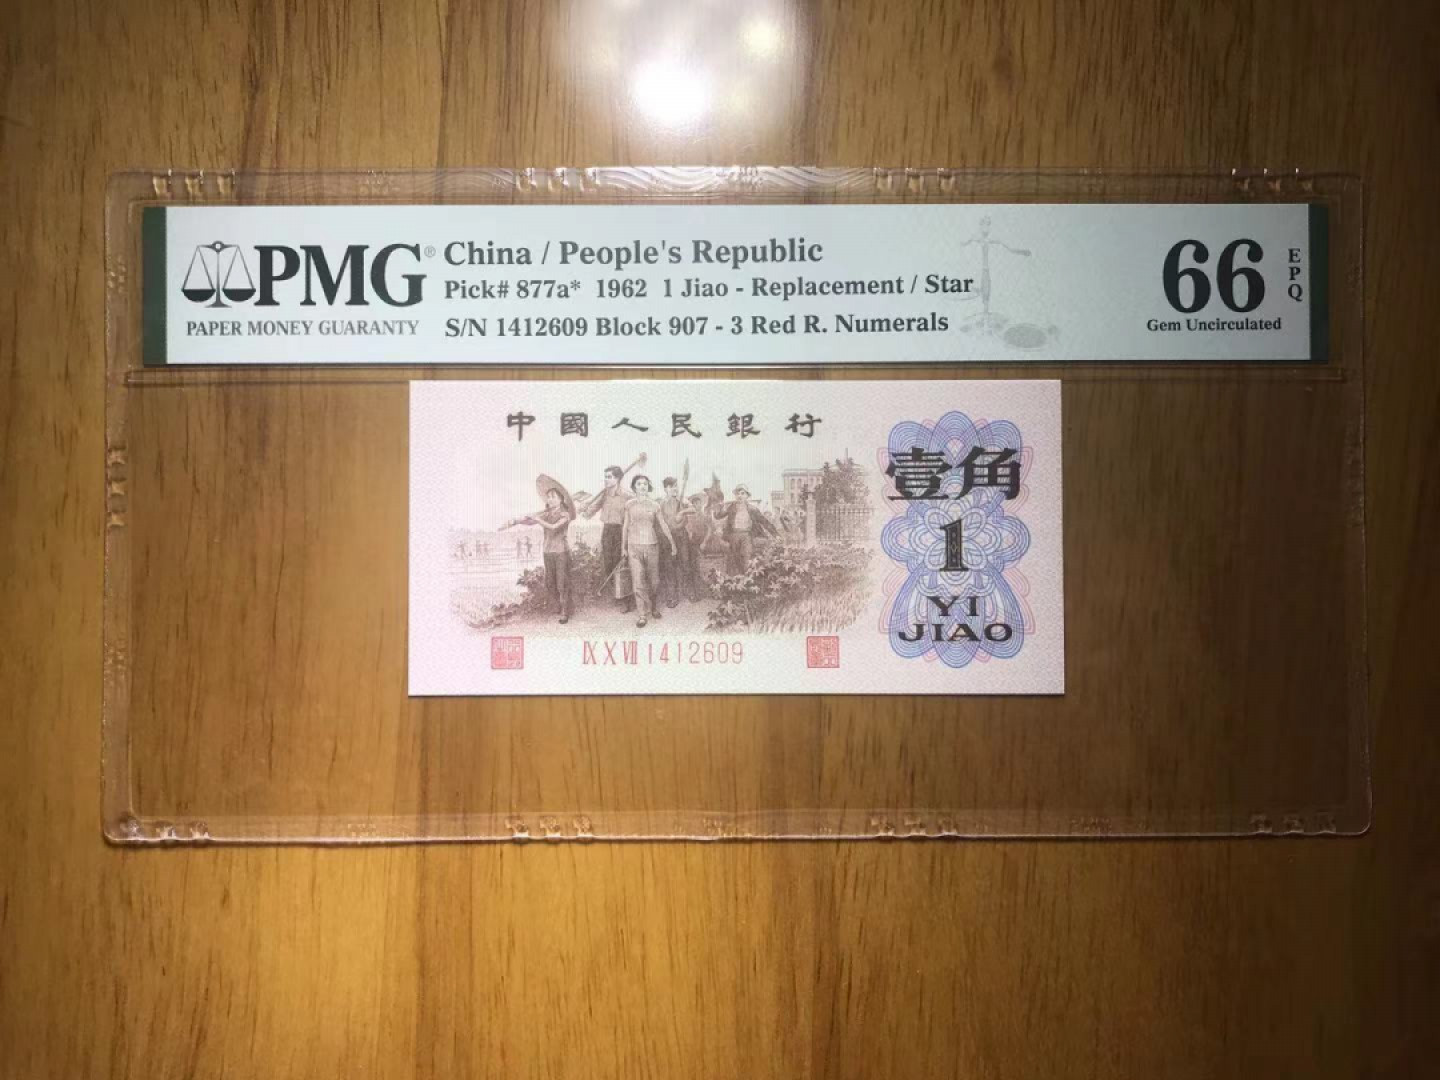 PMG®
PAPER MONEY GUARANTY
China / People's Republic
Pick# 877a* 1962 1 Jiao - Replacement / Star
S/N 1412609 Block 907 - 3 Red R. Numerals
66
EPQ
Gem Uncirculated
中國人民銀行
壹角
1
YI
JIAO
ⅨⅩⅦ 1412609